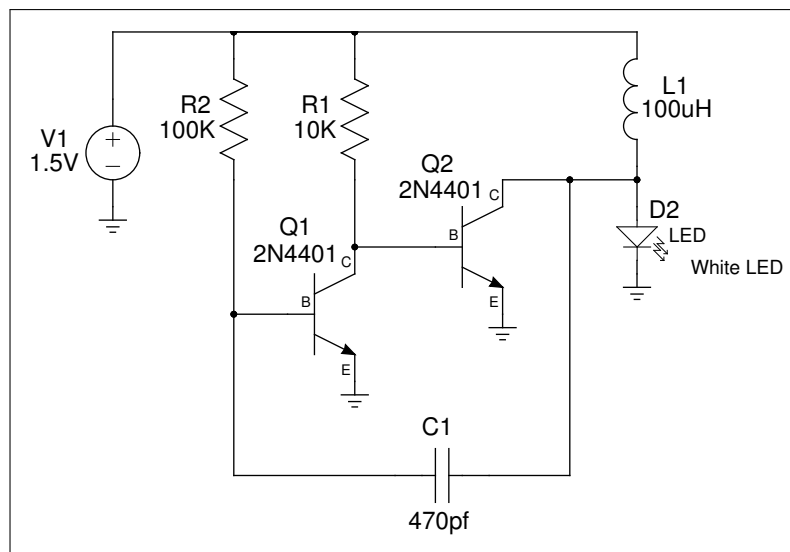 R2
100K
R1
10K
L1
100uH
V1
1.5V
+
−
Q2
2N4401
C
B
E
Q1
2N4401
C
B
E
D2
LED
White LED
C1
470pf